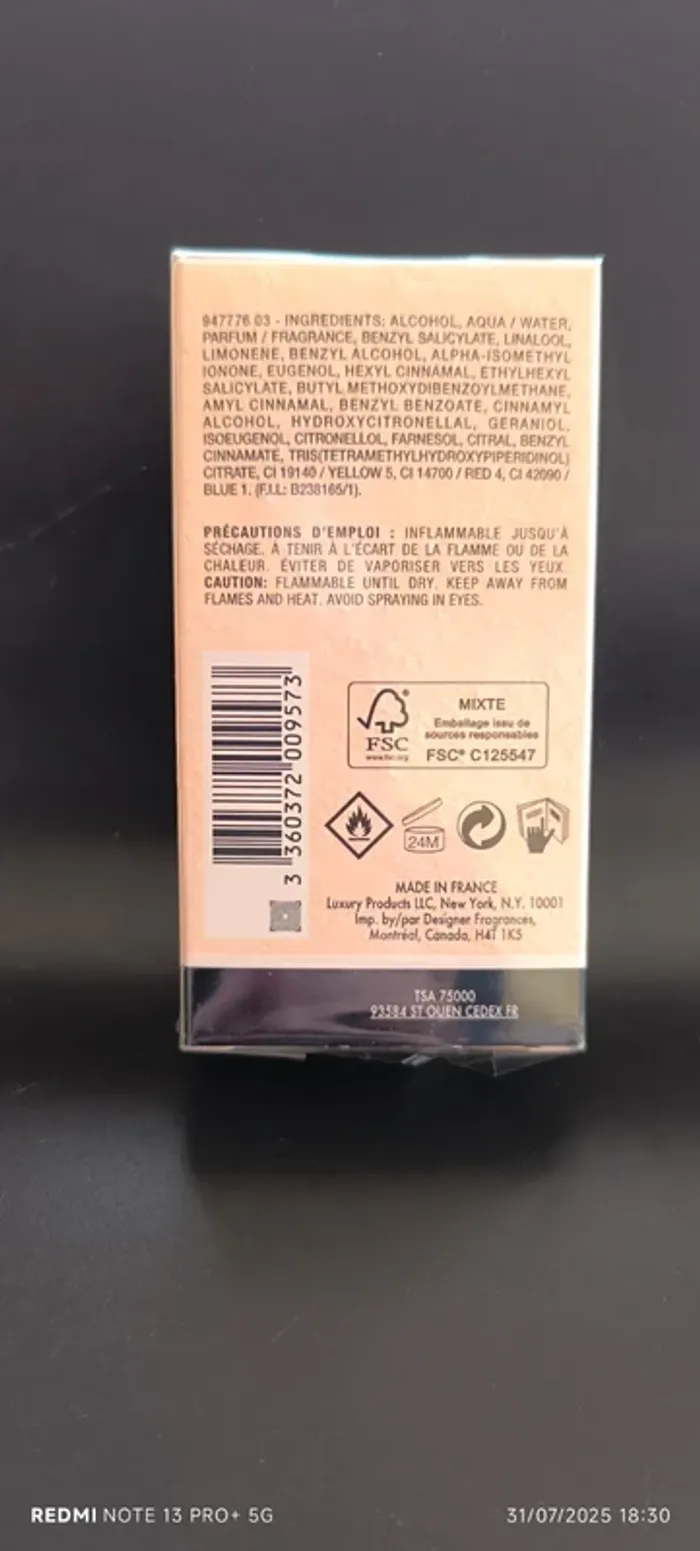 947776 03 - INGREDIENTS: ALCOHOL, AQUA / WATER,
PARFUM / FRAGRANCE, BENZYL SALICYLATE, LINALOOL,
LIMONENE, BENZYL ALCOHOL, ALPHA-ISOMETHYL
IONONE, EUGENOL, HEXYL CINNAMAL, ETHYLHEXYL
SALICYLATE, BUTYL METHOXYDIBENZOYLMETHANE,
AMYL CINNAMAL, BENZYL BENZOATE, CINNAMYL
ALCOHOL, HYDROXYCITRONELLAL, GERANIOL,
ISOEUGENOL, CITRONELLOL, FARNESOL, CITRAL, BENZYL
CINNAMATE, TRIS(TETRAMETHYLHYDROXYPIPERIDINOL)
CITRATE, CI 19140 / YELLOW 5, CI 14700 / RED 4, CI 42090 /
BLUE 1. (F.I.L: B238165/1).
PRÉCAUTIONS D'EMPLOI : INFLAMMABLE JUSQU'À
SÉCHAGE. À TENIR À L'ÉCART DE LA FLAMME OU DE LA
CHALEUR. ÉVITER DE VAPORISER VERS LES YEUX.
CAUTION: FLAMMABLE UNTIL DRY. KEEP AWAY FROM
FLAMES AND HEAT. AVOID SPRAYING IN EYES.
3 360372 009573
FSC®
www.fsc.org
MIXTE
Emballage issu de
sources responsables
FSC® C125547
24M
MADE IN FRANCE
Luxury Products LLC, New York, N.Y. 10001
Imp. by/par Designer Fragrances,
Montréal, Canada, H4T 1K5
TSA 75000
93584 ST OUEN CEDEX FR
REDMI NOTE 13 PRO+ 5G
31/07/2025 18:30